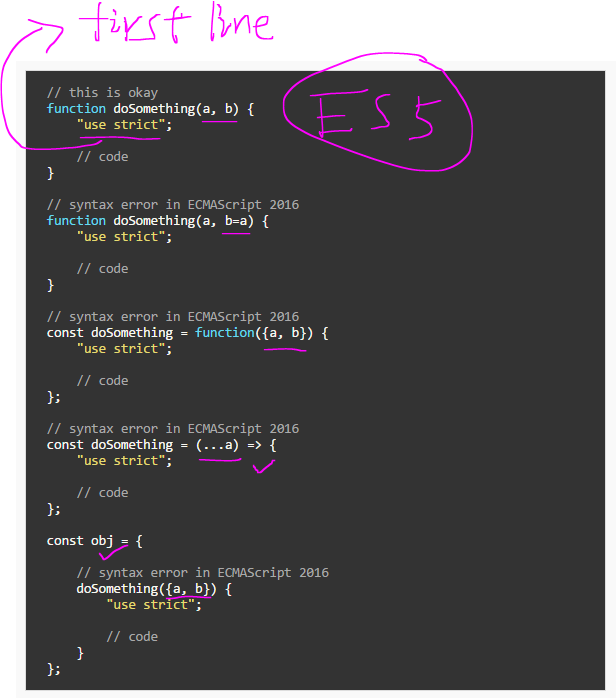 first line
// this is okay
function doSomething(a, b) {
    "use strict";
ES5
    // code
}
// syntax error in ECMAScript 2016
function doSomething(a, b=a) {
    "use strict";
    // code
}
// syntax error in ECMAScript 2016
const doSomething = function({a, b}) {
    "use strict";
    // code
};
// syntax error in ECMAScript 2016
const doSomething = (...a) => {
    "use strict";
    // code
};
const obj = {
    // syntax error in ECMAScript 2016
    doSomething({a, b}) {
        "use strict";
        // code
    }
};